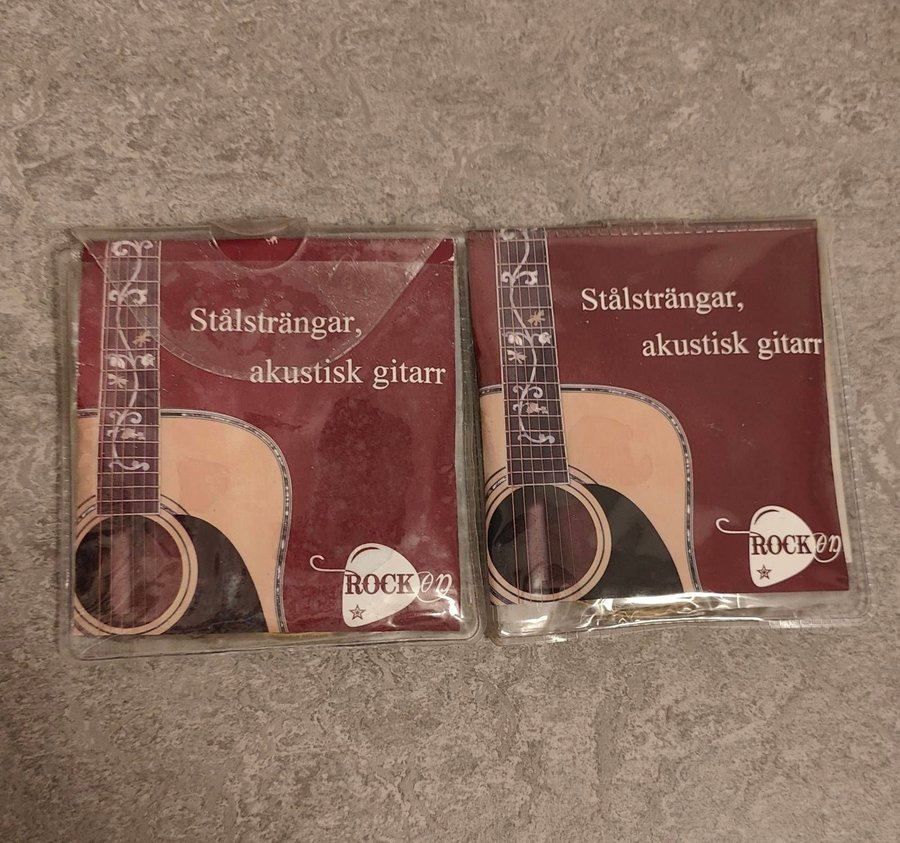 Stålsträngar,
akustisk gitarr
ROCK on
Stålsträngar,
akustisk gitarr
ROCK on